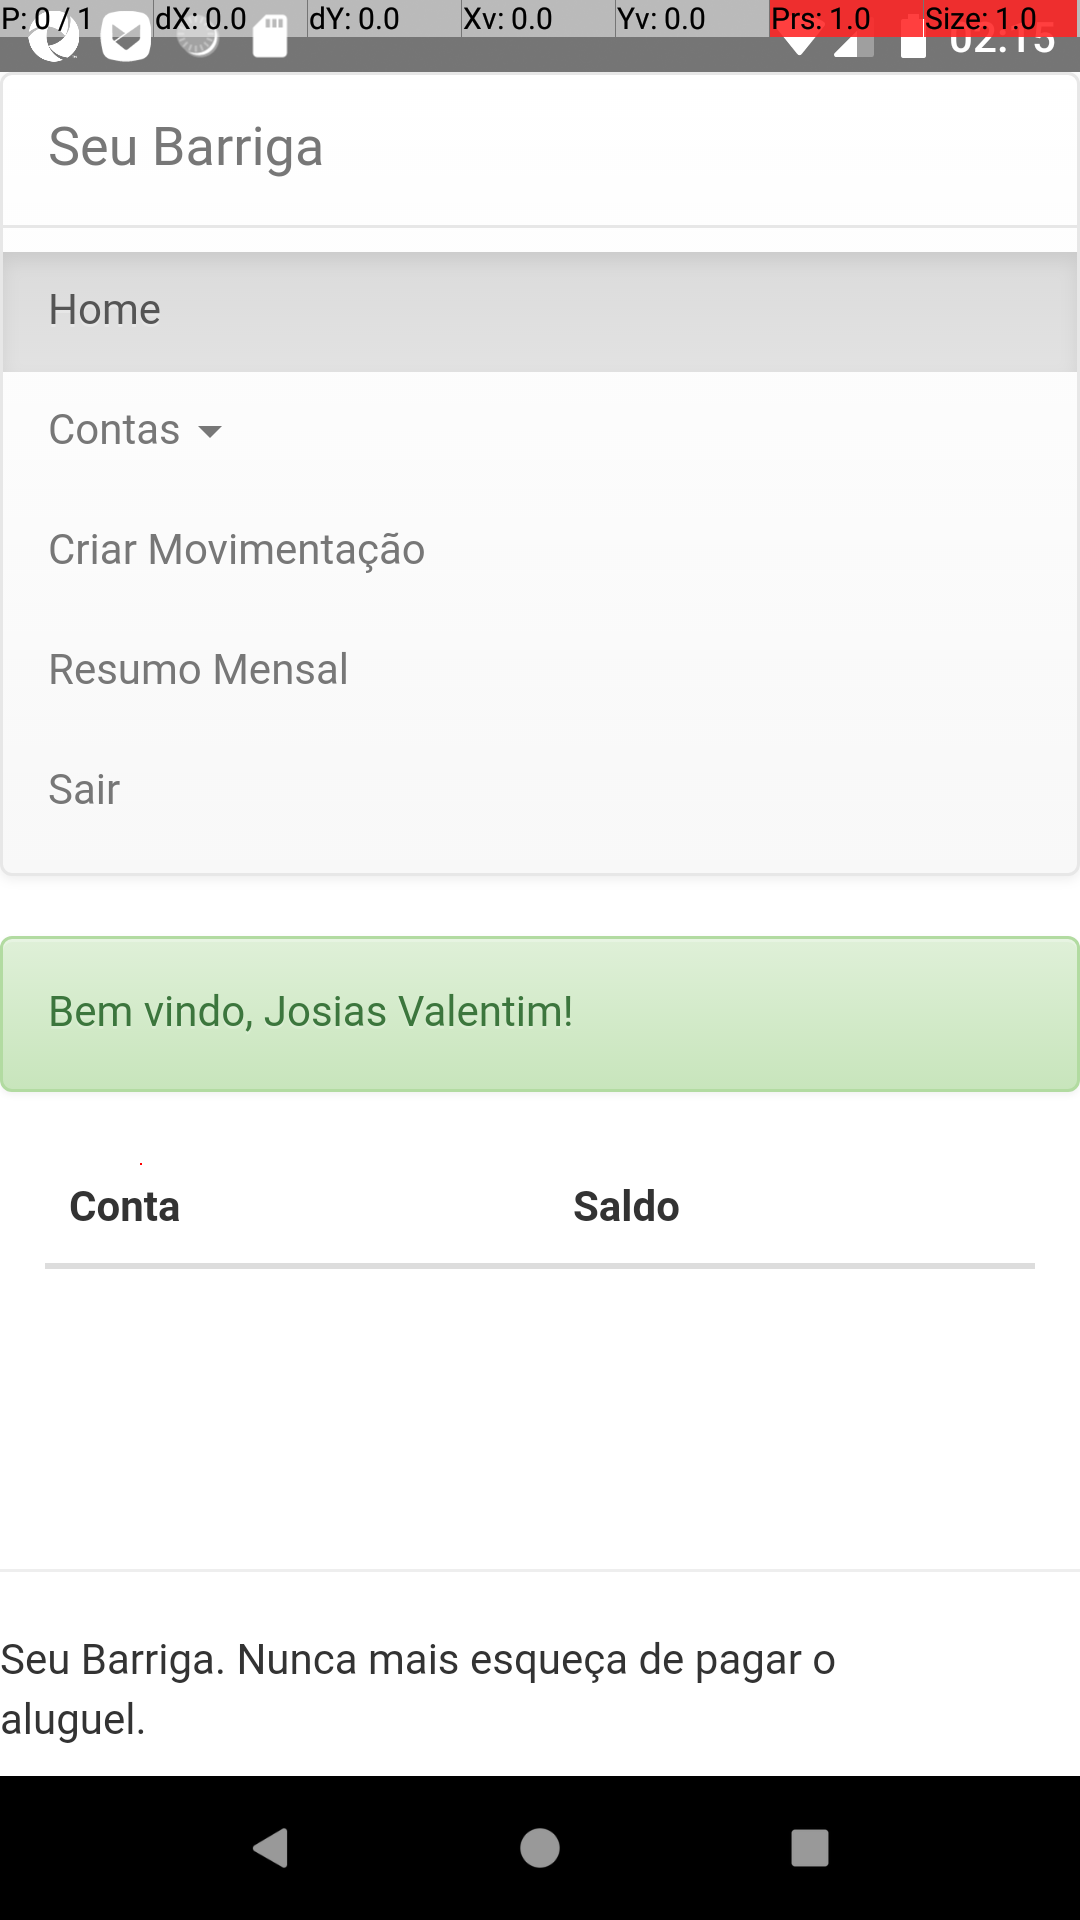 P: 0 / 1 dX: 0.0 dY: 0.0 Xv: 0.0 Yv: 0.0 Prs: 1.0 Size: 1.0
02:15
Seu Barriga
Home
Contas
Criar Movimentação
Resumo Mensal
Sair
Bem vindo, Josias Valentim!
Conta Saldo
Seu Barriga. Nunca mais esqueça de pagar o
aluguel.